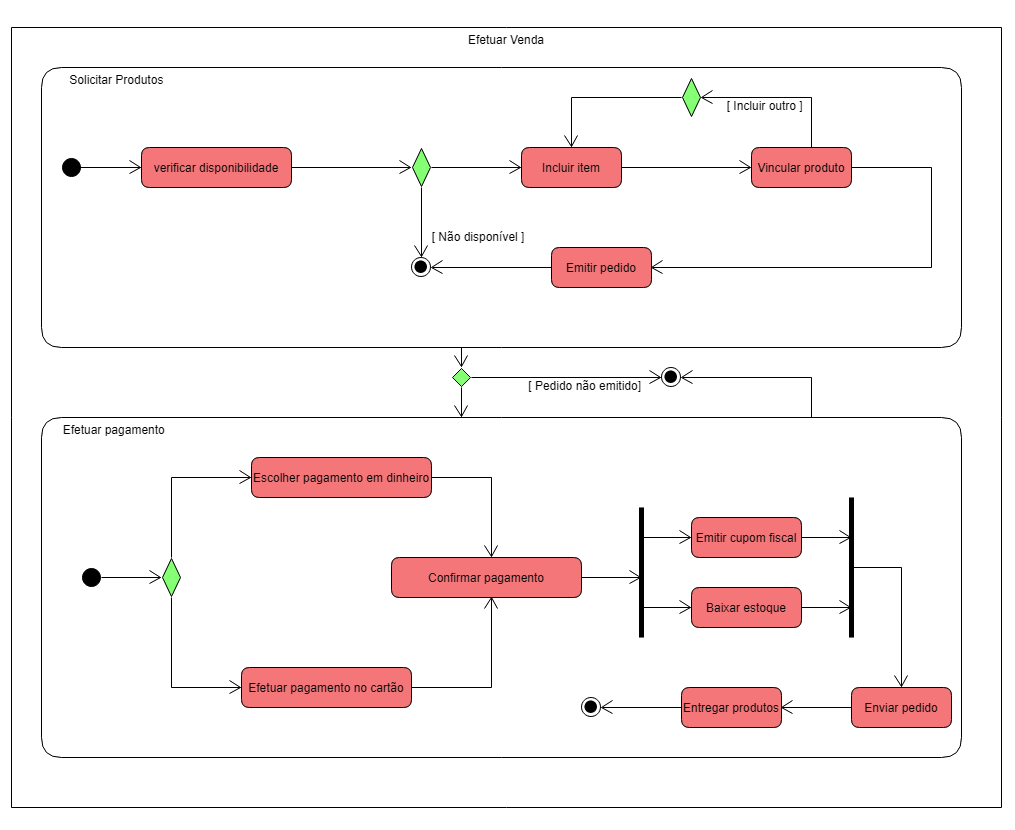 Efetuar Venda
Solicitar Produtos
[ Incluir outro ]
verificar disponibilidade
Incluir item
Vincular produto
[ Não disponível ]
Emitir pedido
[ Pedido não emitido]
Efetuar pagamento
Escolher pagamento em dinheiro
Emitir cupom fiscal
Confirmar pagamento
Baixar estoque
Efetuar pagamento no cartão
Entregar produtos
Enviar pedido